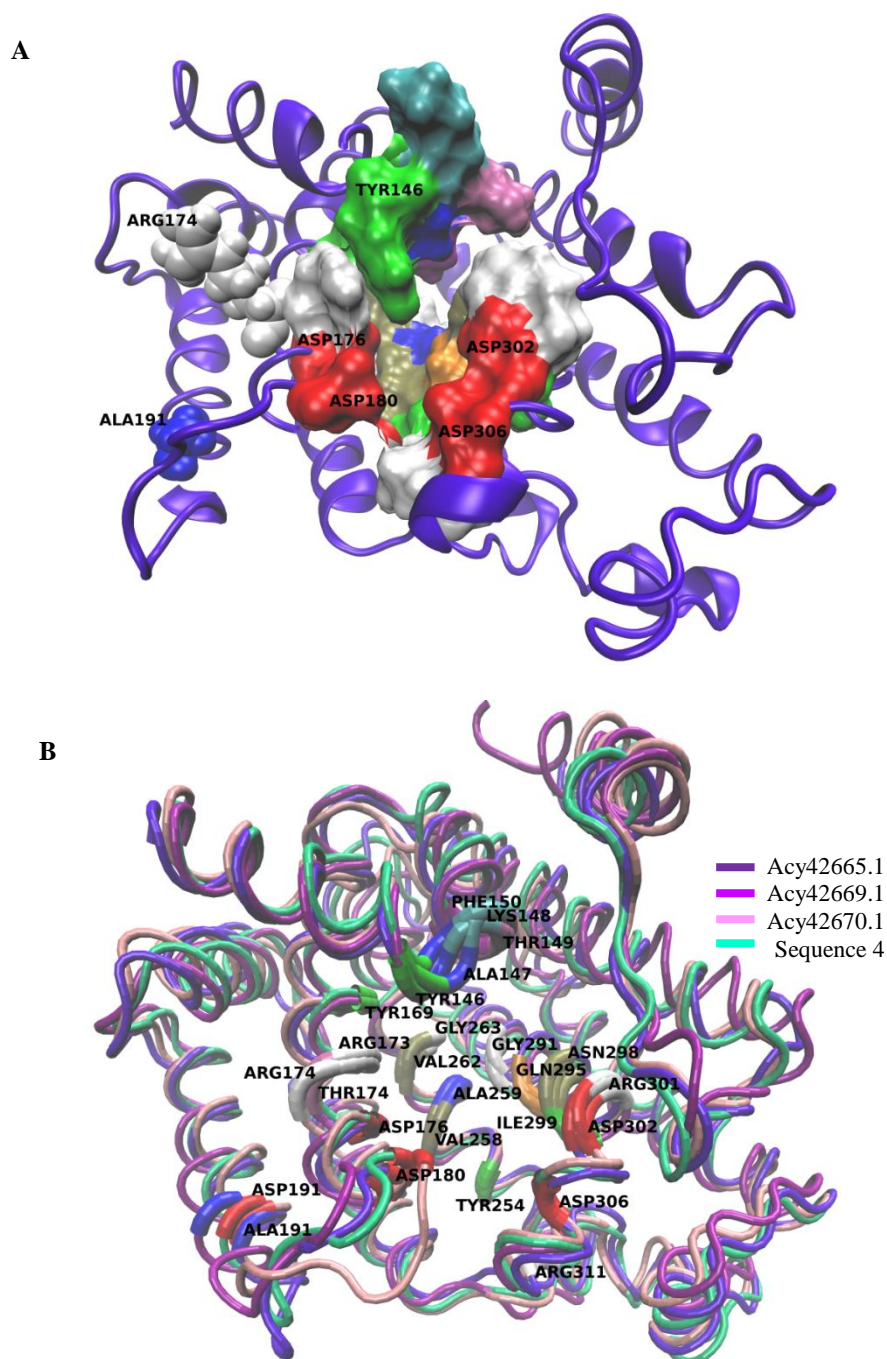 A
TYR146
ARG174
ASP176
ASP302
ASP180
ALA191
ASP306
B
Acy42665.1
Acy42669.1
Acy42670.1
Sequence 4
PHE150
LYS148
THR149
ALA147
TYR146
TYR169
GLY263
ARG173
GLY291
ASN298
VAL262
GLN295
ARG174
ARG301
THR174
ALA259
ILE299
ASP302
ASP176
VAL258
ASP180
ASP191
TYR254
ASP306
ALA191
ARG311